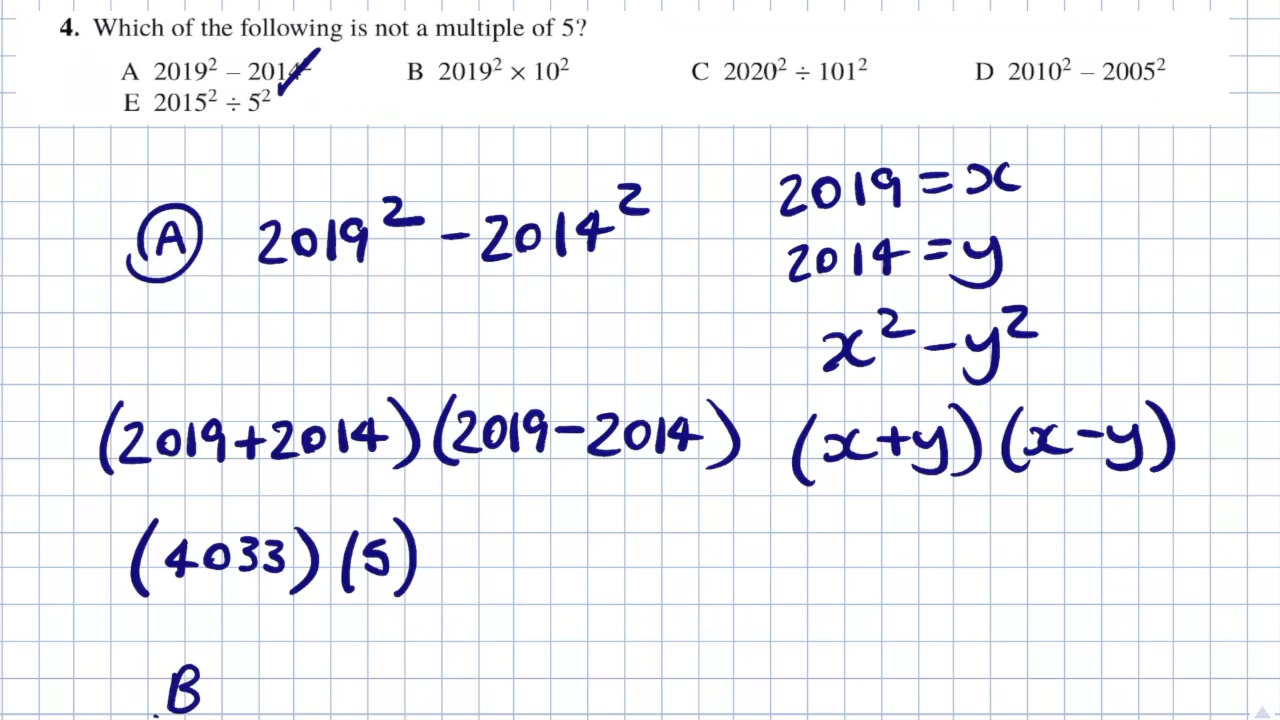 4. Which of the following is not a multiple of 5?
A 2019² – 2014² B 2019² × 10² C 2020² ÷ 101² D 2010² – 2005²
E 2015² ÷ 5²
2019 = x
A 2019² - 2014²
2014 = y
x² - y²
(2019+2014)(2019-2014) (x+y)(x-y)
(4033)(5)
B